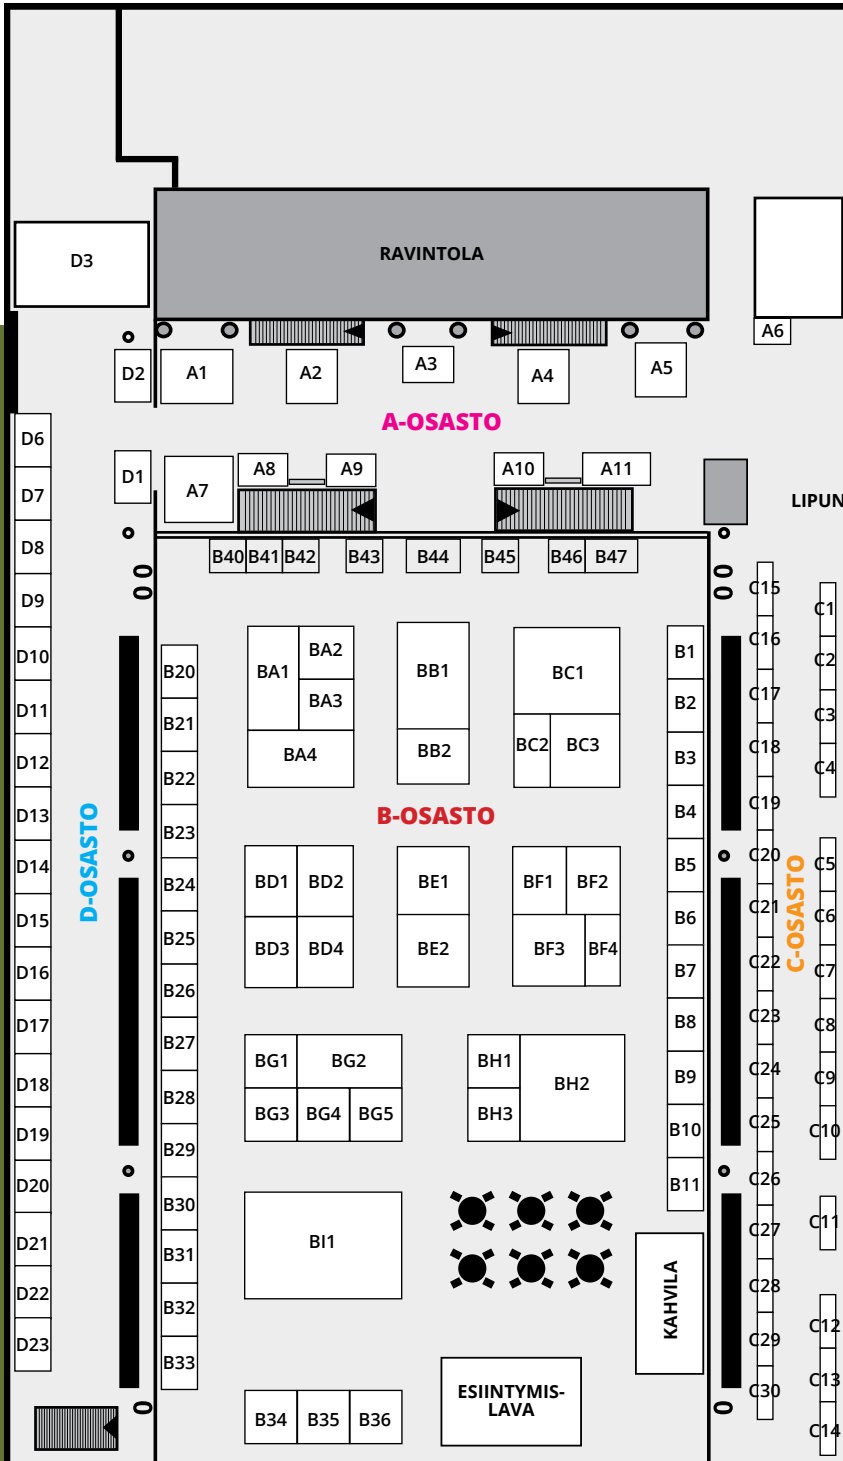 RAVINTOLA
D3
A6
D2
A1
A2
A3
A4
A5
A-OSASTO
D6
D7
D8
D9
D10
D11
D12
D13
D14
D15
D16
D17
D18
D19
D20
D21
D22
D23
D1
A7
A8
A9
A10
A11
LIPUN
B40
B41
B42
B43
B44
B45
B46
B47
D-OSASTO
B20
B21
B22
B23
B24
B25
B26
B27
B28
B29
B30
B31
B32
B33
BA1
BA2
BA3
BA4
BB1
BB2
BC1
BC2
BC3
B-OSASTO
BD1
BD2
BD3
BD4
BE1
BE2
BF1
BF2
BF3
BF4
BG1
BG2
BG3
BG4
BG5
BH1
BH2
BH3
BI1
B34
B35
B36
ESIINTYMIS-
LAVA
KAHVILA
B1
B2
B3
B4
B5
B6
B7
B8
B9
B10
B11
C15
C16
C17
C18
C19
C20
C21
C22
C23
C24
C25
C26
C27
C28
C29
C30
C-OSASTO
C1
C2
C3
C4
C5
C6
C7
C8
C9
C10
C11
C12
C13
C14